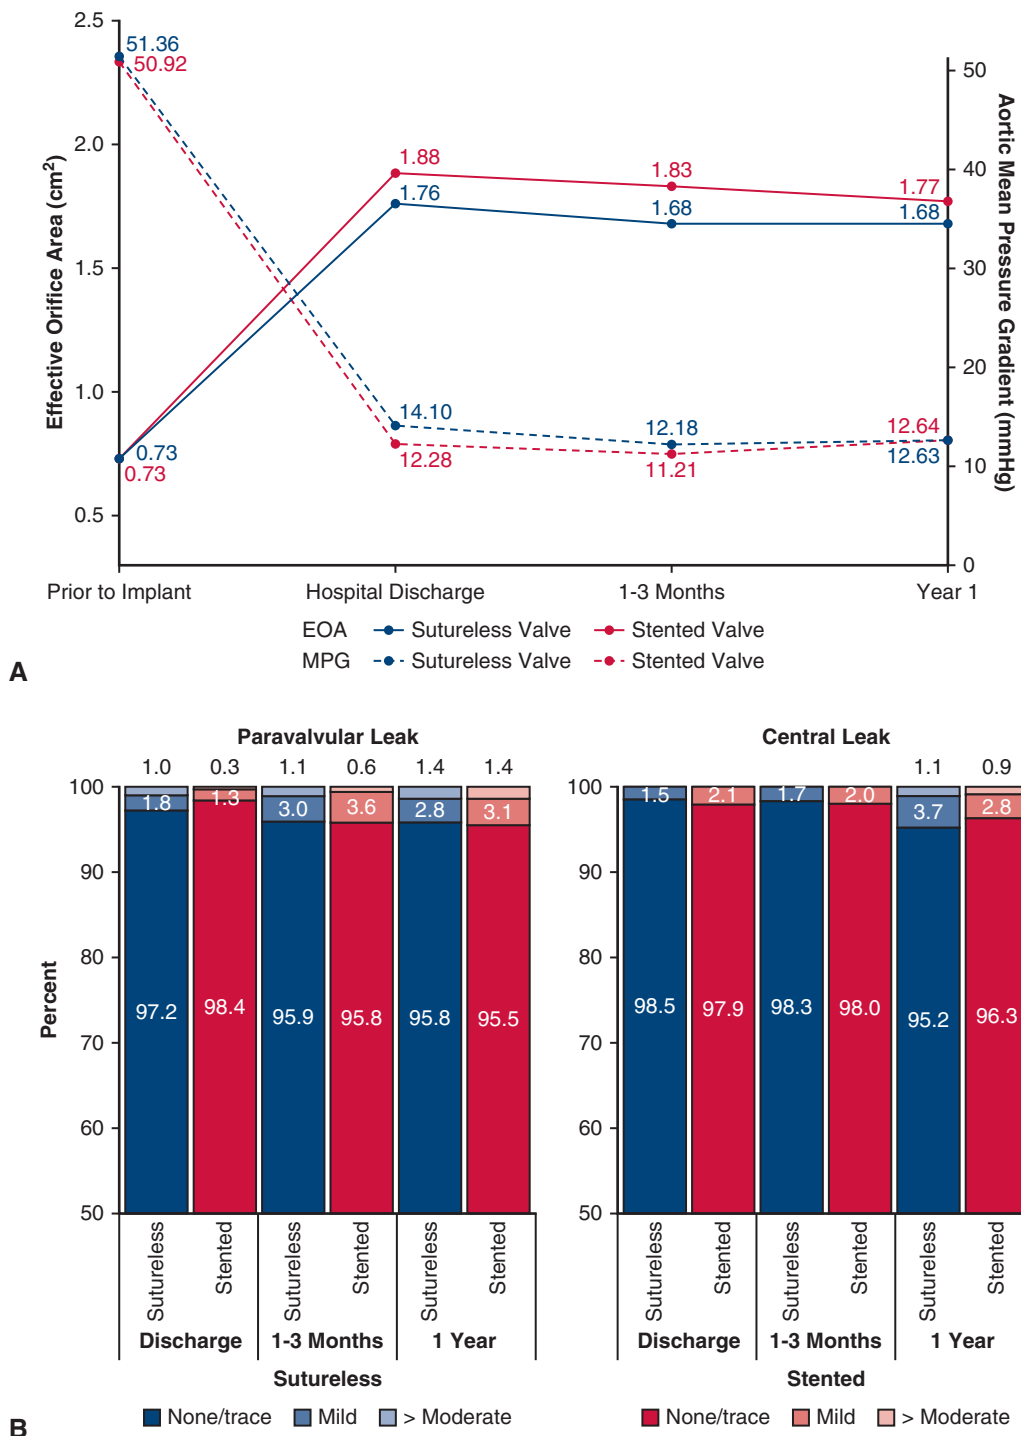 2.5
2.0
1.5
1.0
0.5
Effective Orifice Area (cm²)
50
40
30
20
10
0
Aortic Mean Pressure Gradient (mmHg)
51.36
50.92
1.88
1.76
1.83
1.68
1.77
1.68
0.73
0.73
14.10
12.28
12.18
11.21
12.64
12.63
Prior to Implant Hospital Discharge 1-3 Months Year 1
EOA Sutureless Valve Stented Valve
MPG Sutureless Valve Stented Valve
A
Paravalvular Leak
1.0 0.3 1.1 0.6 1.4 1.4
1.8 1.3 3.0 3.6 2.8 3.1
97.2 98.4 95.9 95.8 95.8 95.5
100
90
80
70
60
50
Percent
Sutureless Stented Sutureless Stented Sutureless Stented
Discharge 1-3 Months 1 Year
Sutureless
None/trace Mild > Moderate
Central Leak
1.1 0.9
1.5 2.1 1.7 2.0 3.7 2.8
98.5 97.9 98.3 98.0 95.2 96.3
100
90
80
70
60
50
Sutureless Stented Sutureless Stented Sutureless Stented
Discharge 1-3 Months 1 Year
Stented
None/trace Mild > Moderate
B